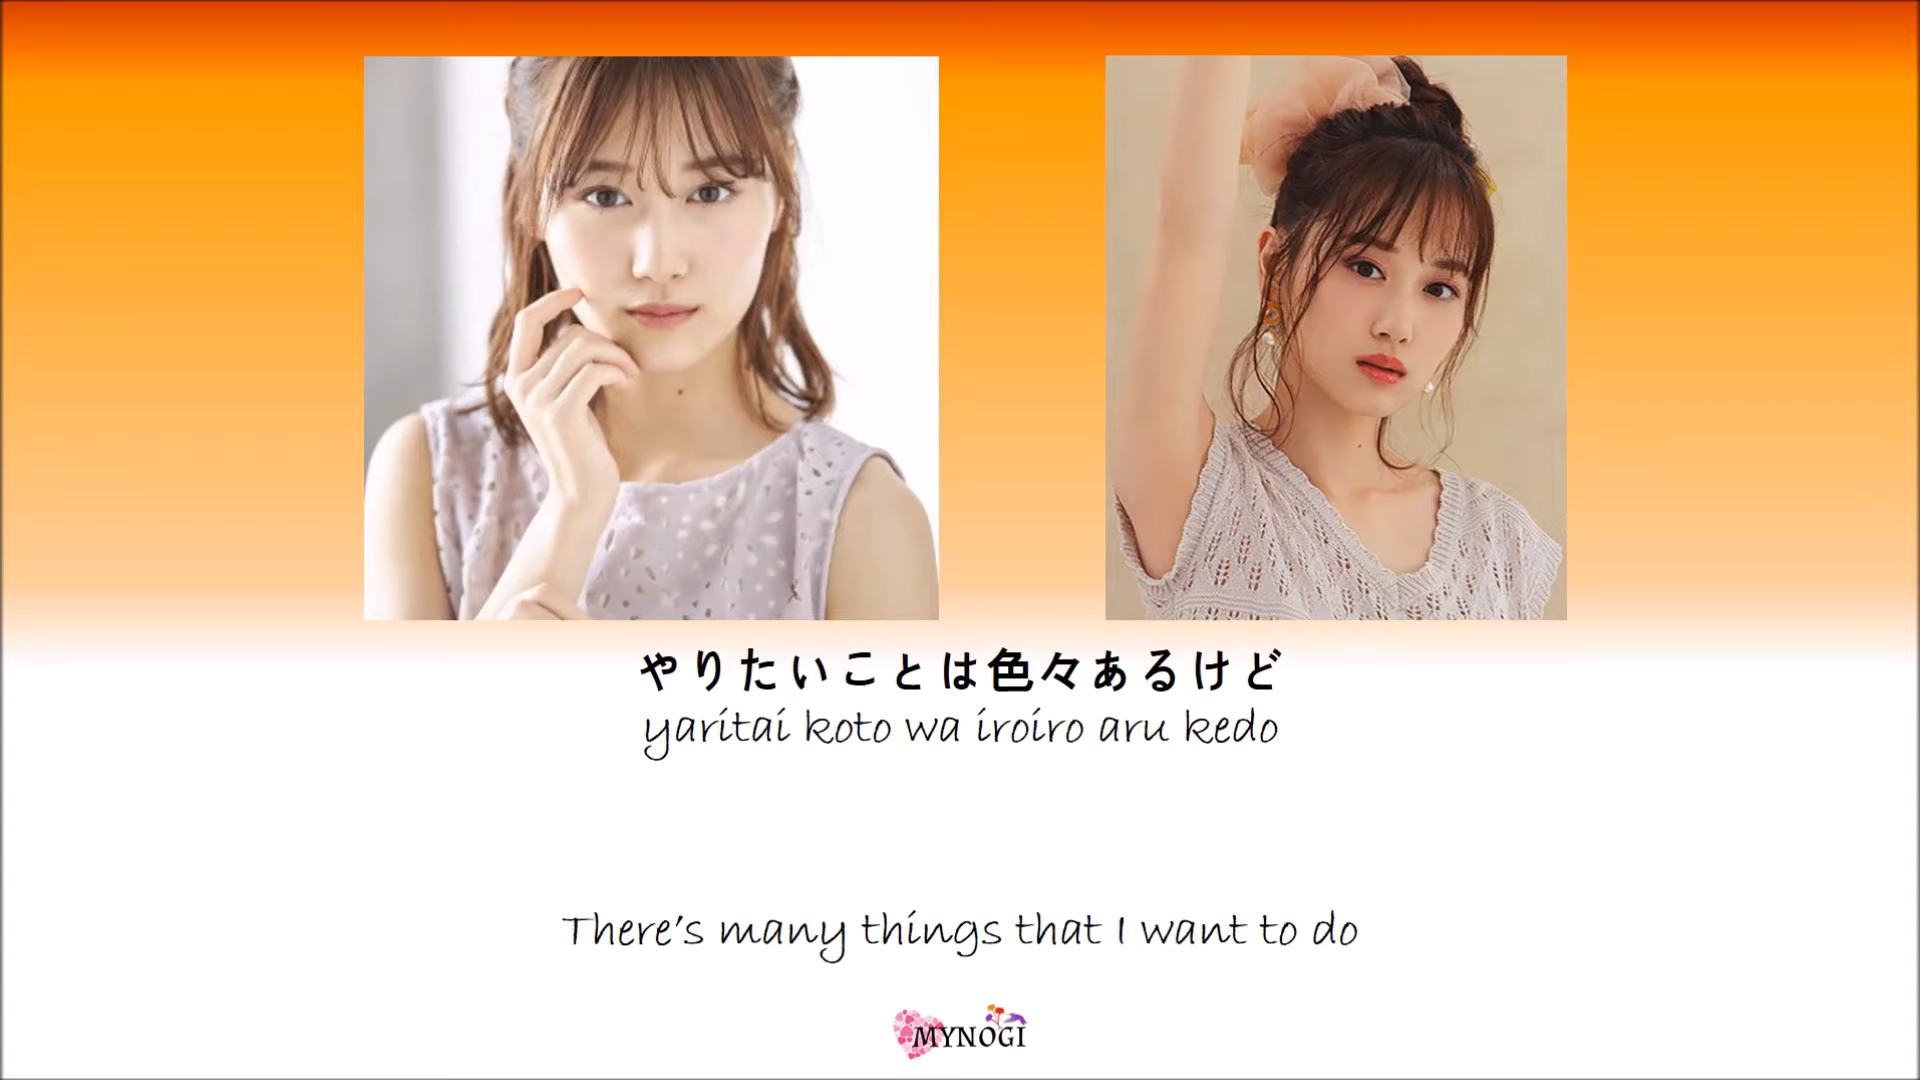 やりたいことは色々あるけど
yaritai koto wa iroiro aru kedo
There's many things that I want to do
MYNOGI